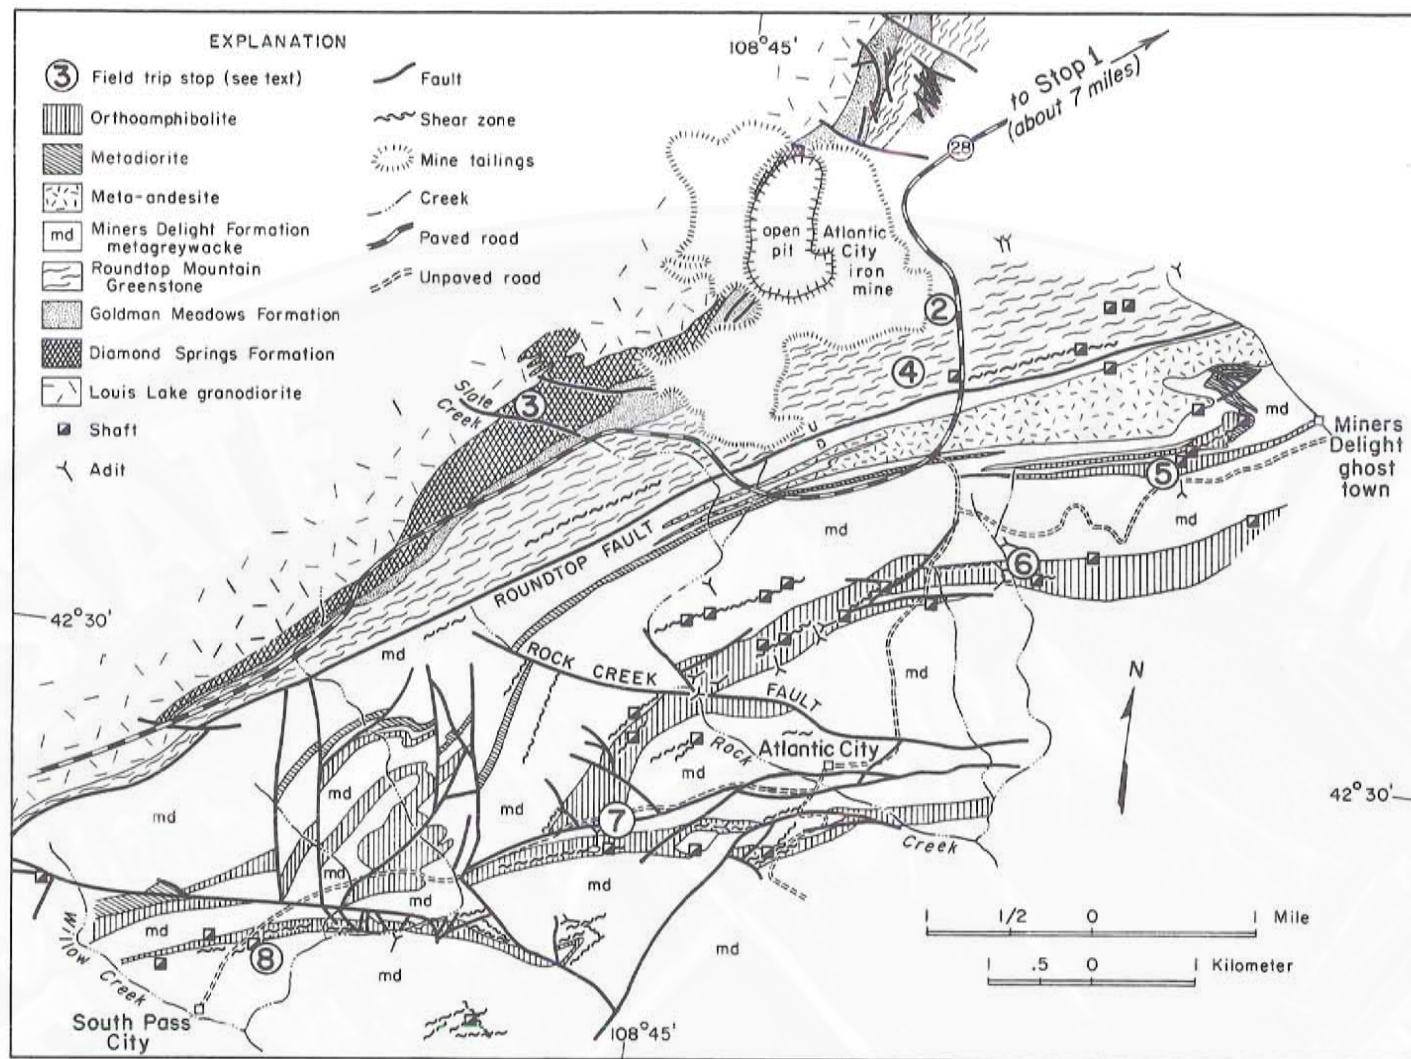 EXPLANATION
3 Field trip stop (see text)
Orthoamphibolite
Metadiorite
Meta-andesite
md Miners Delight Formation
metagreywacke
Roundtop Mountain
Greenstone
Goldman Meadows Formation
Diamond Springs Formation
Louis Lake granodiorite
Shaft
Adit
Fault
Shear zone
Mine tailings
Creek
Paved road
Unpaved road
108°45'
to Stop 1
(about 7 miles)
28
open
pit
Atlantic
City
iron
mine
2
4
3
Slate
Creek
U
D
md
Miners
Delight
ghost
town
5
md
md
6
ROUNDTOP FAULT
42°30'
md
ROCK CREEK
FAULT
md
N
Rock
Atlantic City
md
md
md
md
7
42°30'
Creek
md
md
md
md
Willow Creek
8
md
md
1 1/2 0 1 Mile
1 .5 0 1 Kilometer
South Pass
City
108°45'